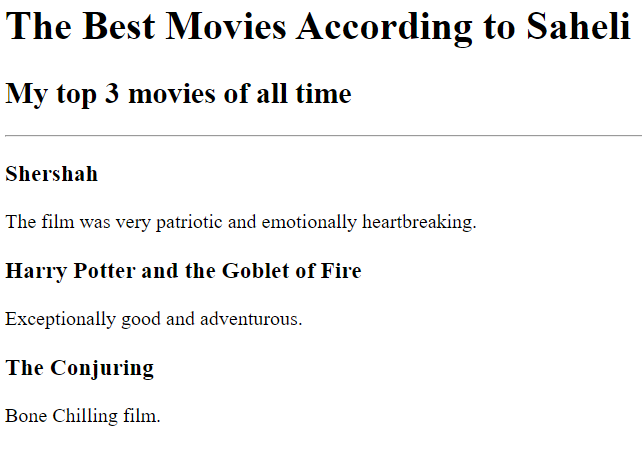 The Best Movies According to Saheli
My top 3 movies of all time
Shershah
The film was very patriotic and emotionally heartbreaking.
Harry Potter and the Goblet of Fire
Exceptionally good and adventurous.
The Conjuring
Bone Chilling film.